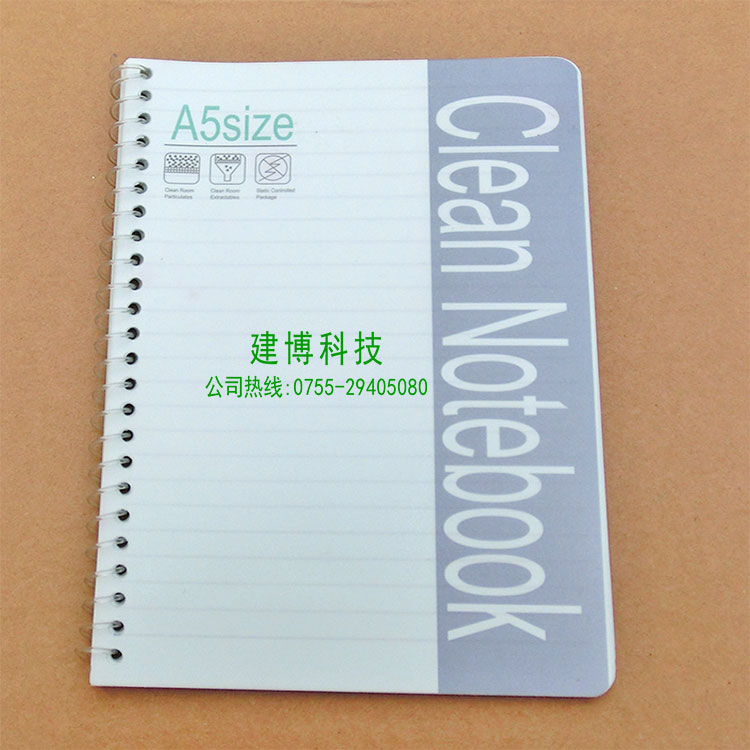 A5size
Clean Room
Particulates
Clean Room
Extractables
Static Controlled
Package
建博科技
公司热线:0755-29405080
Clean Notebook